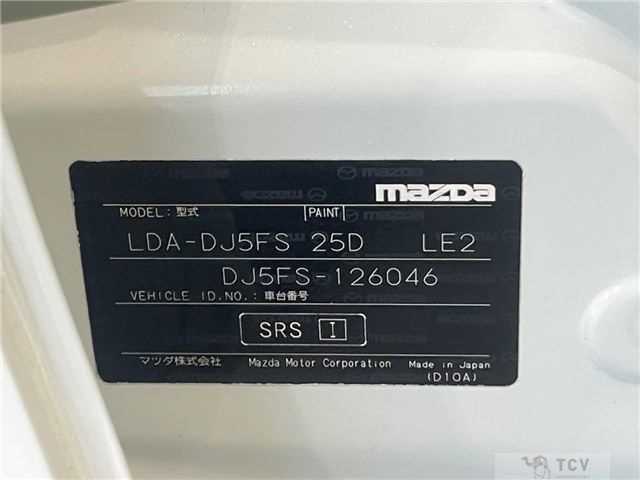 mazda
MODEL: 型式 PAINT
LDA-DJ5FS 25D LE2
DJ5FS-126046
VEHICLE ID.NO.: 車台番号
SRS I
マツダ株式会社 Mazda Motor Corporation Made in Japan
(D10A)
TCV